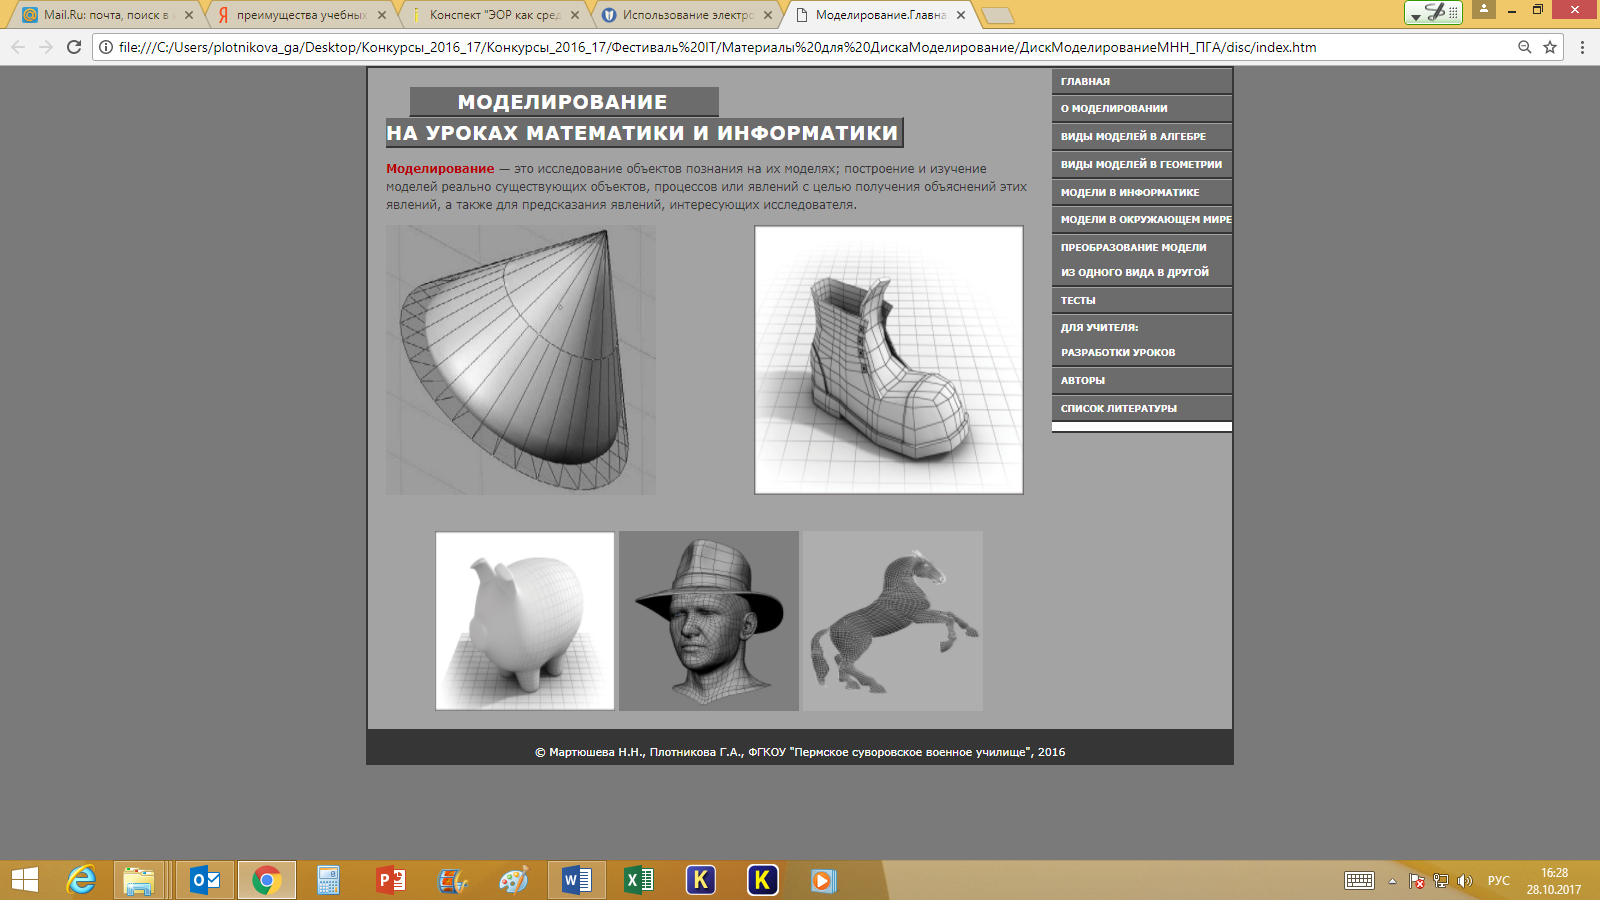 Mail.Ru: почта, поиск в
преимущества учебных
Конспект "ЭОР как сред
Использование электро
Моделирование.Главна
file:///C:/Users/plotnikova_ga/Desktop/Конкурсы_2016_17/Конкурсы_2016_17/Фестиваль%20IT/Материалы%20для%20ДискаМоделирование/ДискМоделированиеМНН_ПГА/disc/index.htm
МОДЕЛИРОВАНИЕ
НА УРОКАХ МАТЕМАТИКИ И ИНФОРМАТИКИ
Моделирование — это исследование объектов познания на их моделях; построение и изучение
моделей реально существующих объектов, процессов или явлений с целью получения объяснений этих
явлений, а также для предсказания явлений, интересующих исследователя.
ГЛАВНАЯ
О МОДЕЛИРОВАНИИ
ВИДЫ МОДЕЛЕЙ В АЛГЕБРЕ
ВИДЫ МОДЕЛЕЙ В ГЕОМЕТРИИ
МОДЕЛИ В ИНФОРМАТИКЕ
МОДЕЛИ В ОКРУЖАЮЩЕМ МИРЕ
ПРЕОБРАЗОВАНИЕ МОДЕЛИ
ИЗ ОДНОГО ВИДА В ДРУГОЙ
ТЕСТЫ
ДЛЯ УЧИТЕЛЯ:
РАЗРАБОТКИ УРОКОВ
АВТОРЫ
СПИСОК ЛИТЕРАТУРЫ
© Мартюшева Н.Н., Плотникова Г.А., ФГКОУ "Пермское суворовское военное училище", 2016
РУС
16:28
28.10.2017